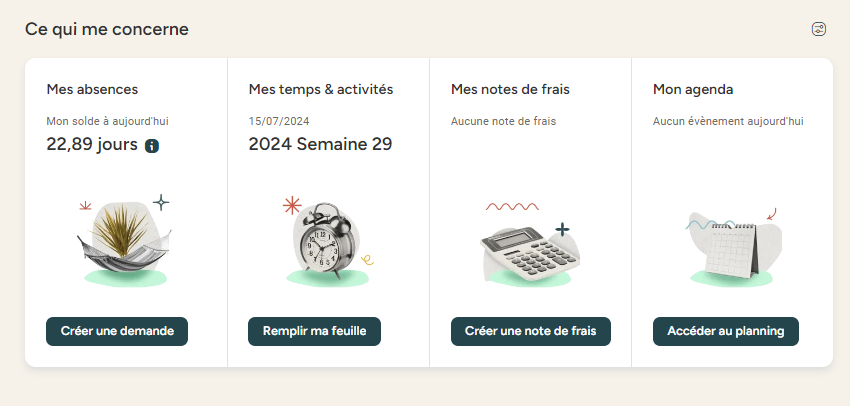 Ce qui me concerne
Mes absences
Mon solde à aujourd'hui
22,89 jours
Créer une demande
Mes temps & activités
15/07/2024
2024 Semaine 29
Remplir ma feuille
Mes notes de frais
Aucune note de frais
Créer une note de frais
Mon agenda
Aucun évènement aujourd'hui
Accéder au planning